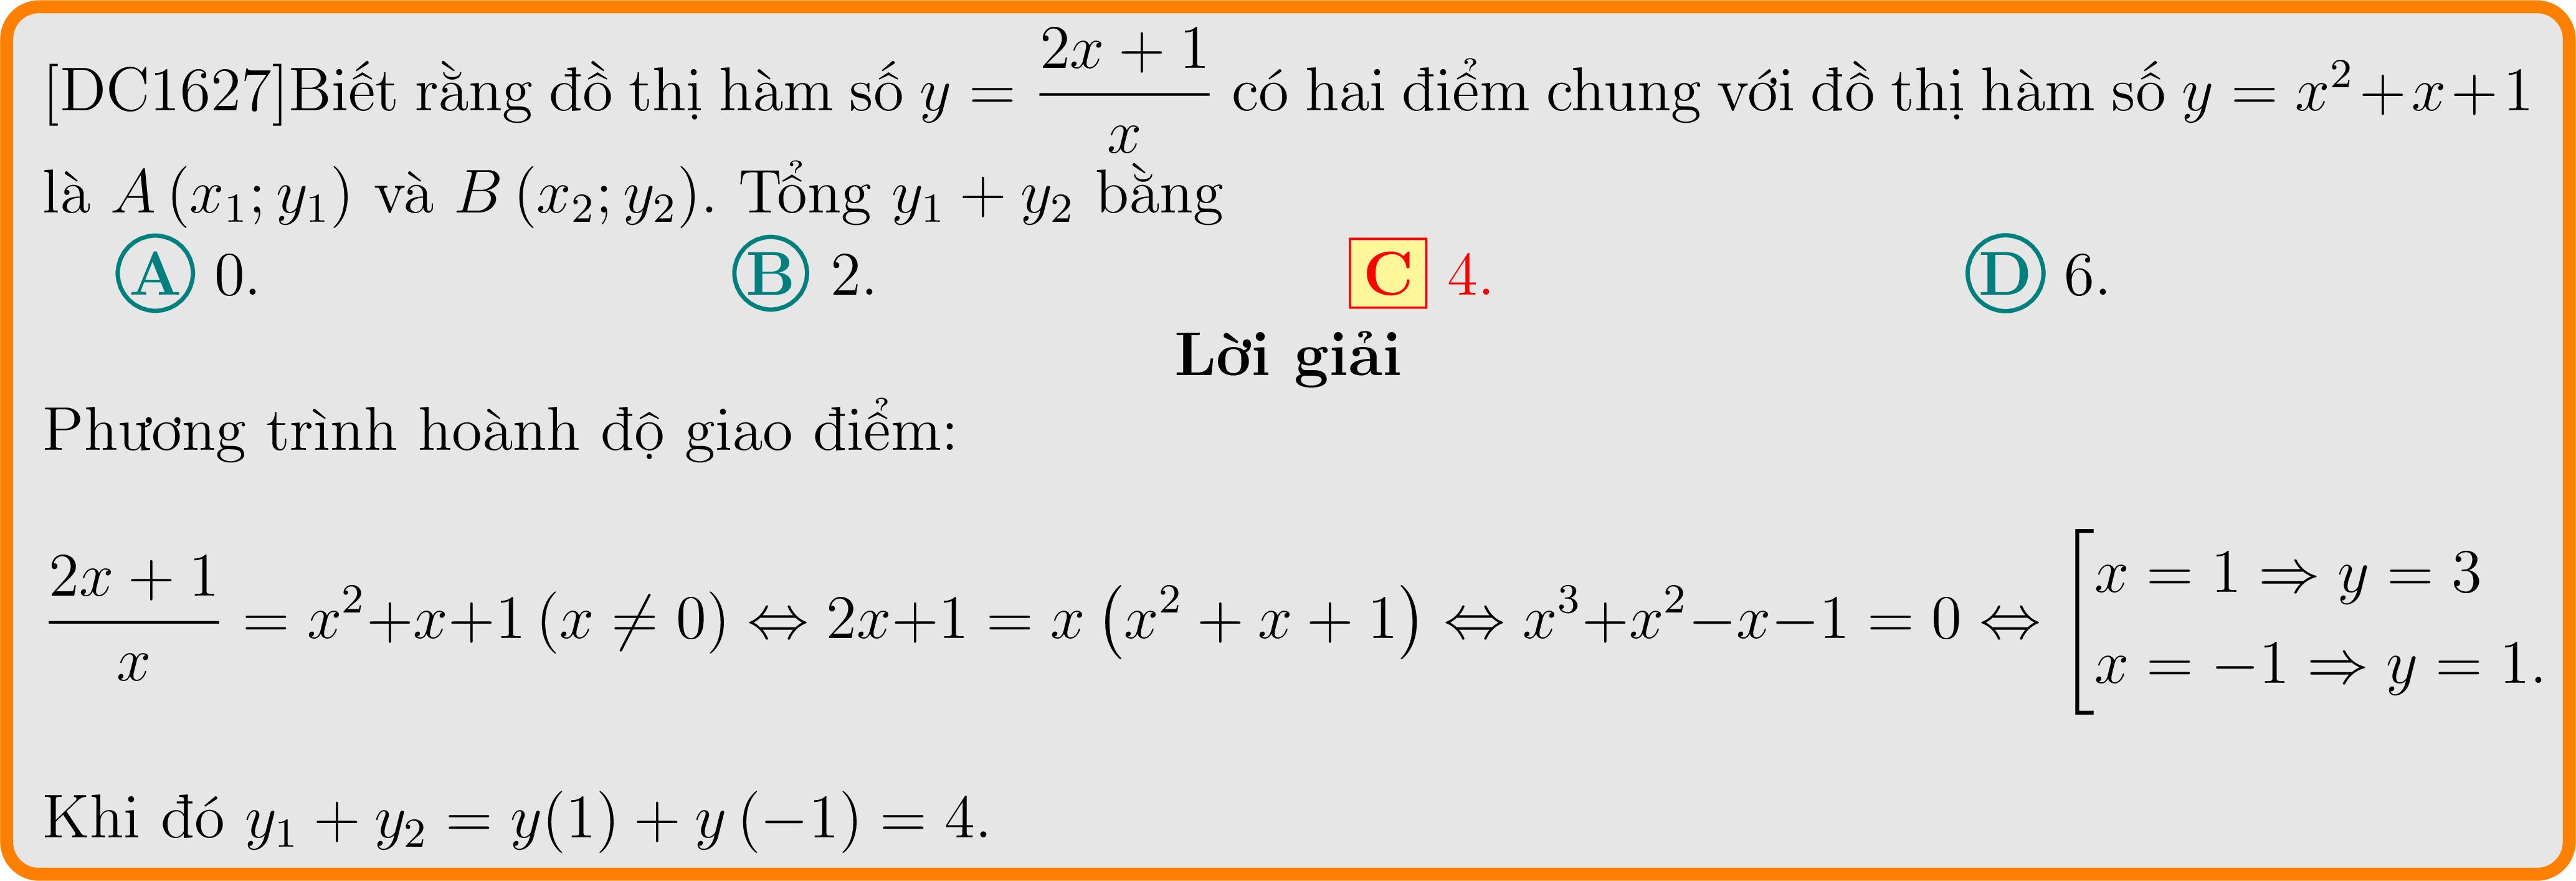 [DC1627]Biết rằng đồ thị hàm số $y = \dfrac{2x+1}{x}$ có hai điểm chung với đồ thị hàm số $y = x^2+x+1$
là $A\,(x_1; y_1)$ và $B\,(x_2; y_2)$. Tổng $y_1 + y_2$ bằng
A 0. B 2. C 4. D 6.
Lời giải
Phương trình hoành độ giao điểm:
$\dfrac{2x+1}{x} = x^2+x+1\,(x \neq 0) \Leftrightarrow 2x+1 = x\left(x^2+x+1\right) \Leftrightarrow x^3+x^2-x-1 = 0 \Leftrightarrow \left[\begin{array}{l} x = 1 \Rightarrow y = 3 \\ x = -1 \Rightarrow y = 1. \end{array}\right.$
Khi đó $y_1 + y_2 = y(1) + y\,(-1) = 4.$